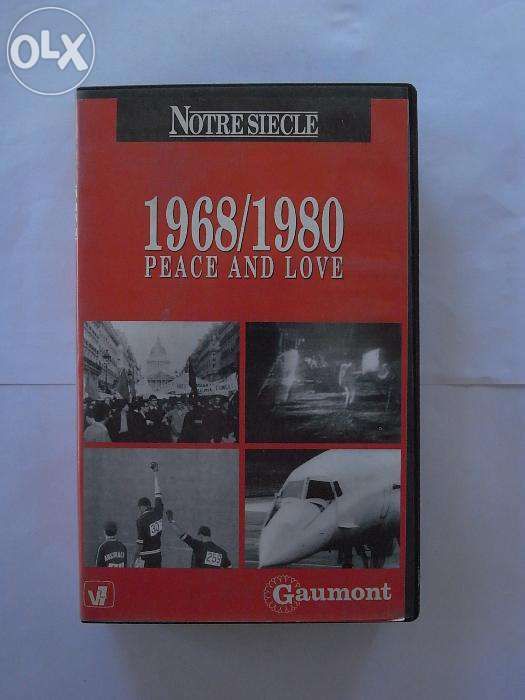 OLX
NOTRE SIECLE
1968/1980
PEACE AND LOVE
Gaumont